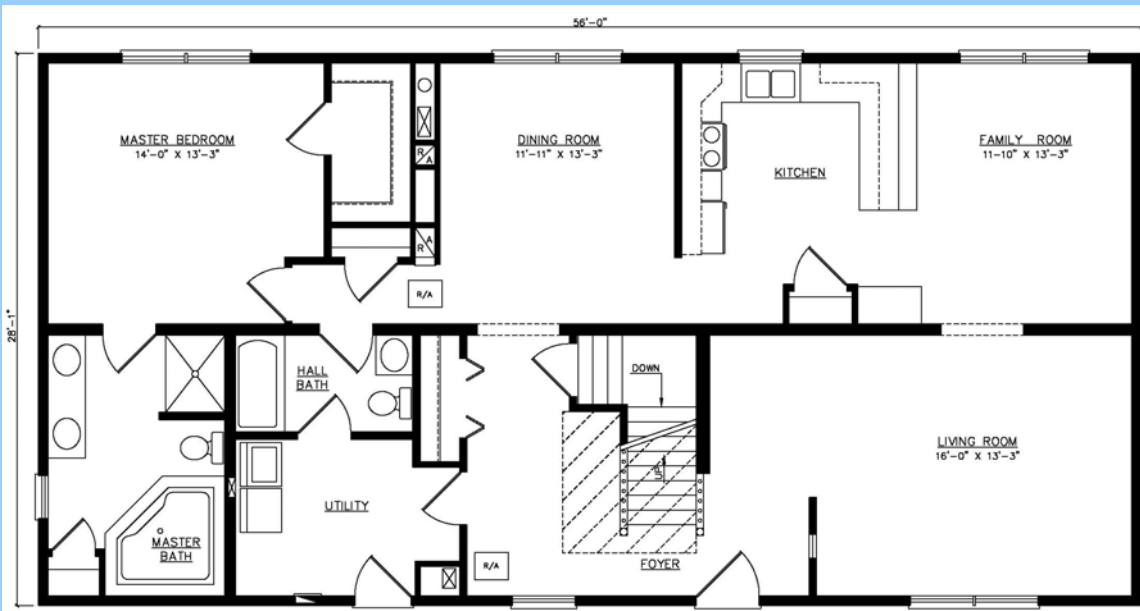 56'-0"
28'-1"
MASTER BEDROOM
14'-0" X 13'-3"
R/A
DINING ROOM
11'-11" X 13'-3"
KITCHEN
FAMILY ROOM
11-10" X 13'-3"
R/A
R/A
HALL
BATH
DOWN
UP
LIVING ROOM
16'-0" X 13'-3"
UTILITY
MASTER
BATH
R/A
FOYER